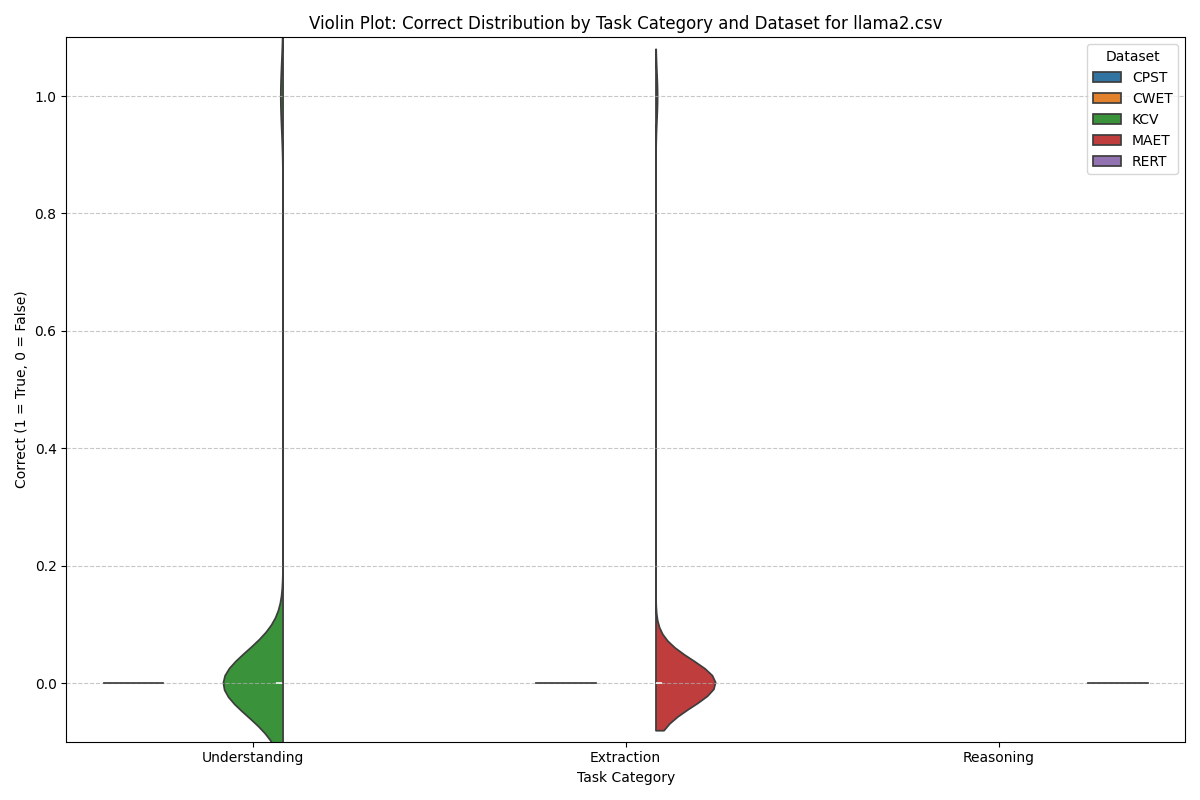 Violin Plot: Correct Distribution by Task Category and Dataset for llama2.csv
Correct (1 = True, 0 = False)
1.0
0.8
0.6
0.4
0.2
0.0
Dataset
CPST
CWET
KCV
MAET
RERT
Understanding
Extraction
Reasoning
Task Category